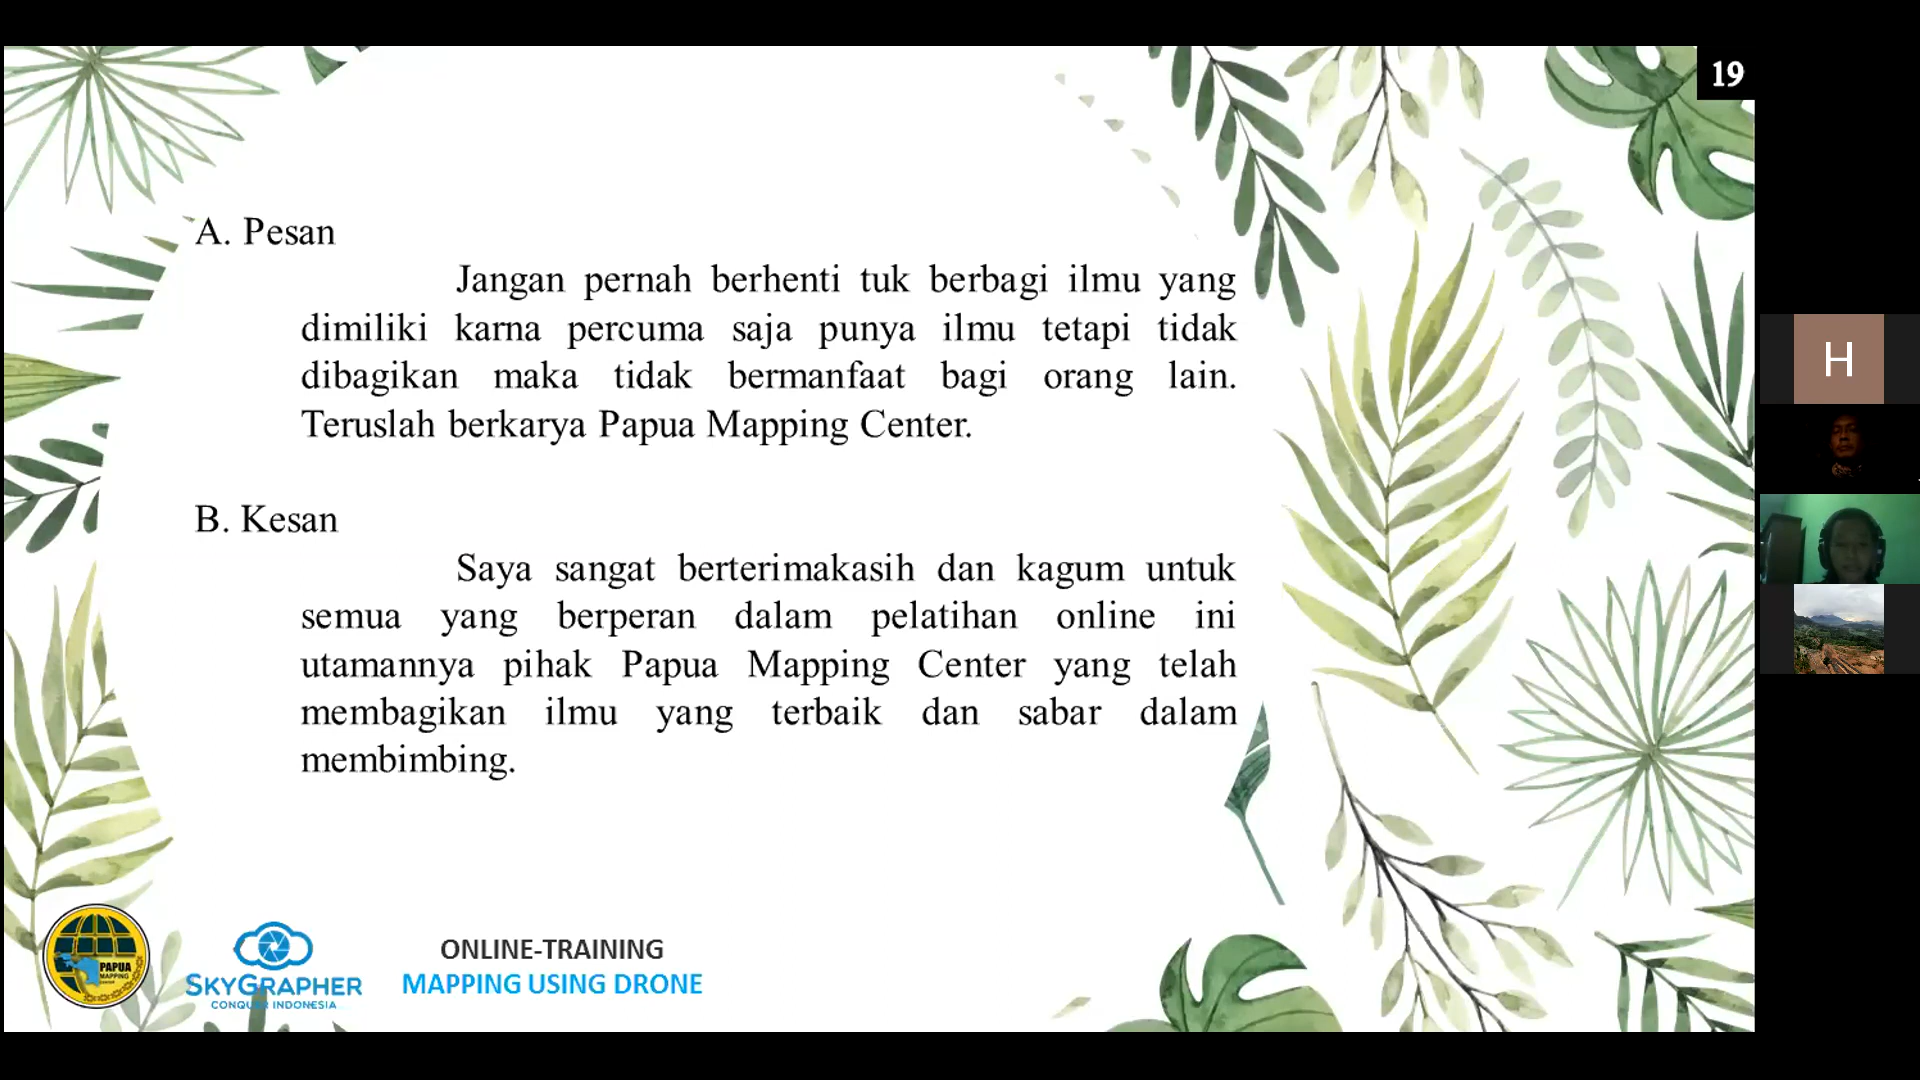 19
A. Pesan
Jangan pernah berhenti tuk berbagi ilmu yang
dimiliki karna percuma saja punya ilmu tetapi tidak
dibagikan maka tidak bermanfaat bagi orang lain.
Teruslah berkarya Papua Mapping Center.
B. Kesan
Saya sangat berterimakasih dan kagum untuk
semua yang berperan dalam pelatihan online ini
utamannya pihak Papua Mapping Center yang telah
membagikan ilmu yang terbaik dan sabar dalam
membimbing.
H
PAPUA
MAPPING
CENTER
SKYGRAPHER
CONQUER INDONESIA
ONLINE-TRAINING
MAPPING USING DRONE